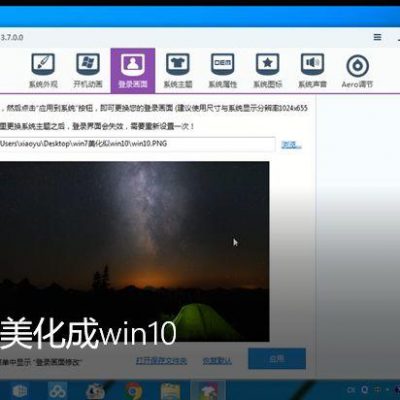 3.7.0.0
系统外观 开机动画 登录画面 系统主题 系统属性 系统图标 系统声音 Aero调节
OEM
，然后点击"应用到系统"按钮，即可更换您的登录画面 (建议使用尺寸与系统显示分辨率1024x655
里更换系统主题之后，登录界面会失效，需要重新设置一次！
Users\xiaoyu\Desktop\win7美化成win10\win10.PNG
美化成win10
单中显示 "登录画面修改"
打开保存文件夹 恢复默认 应用